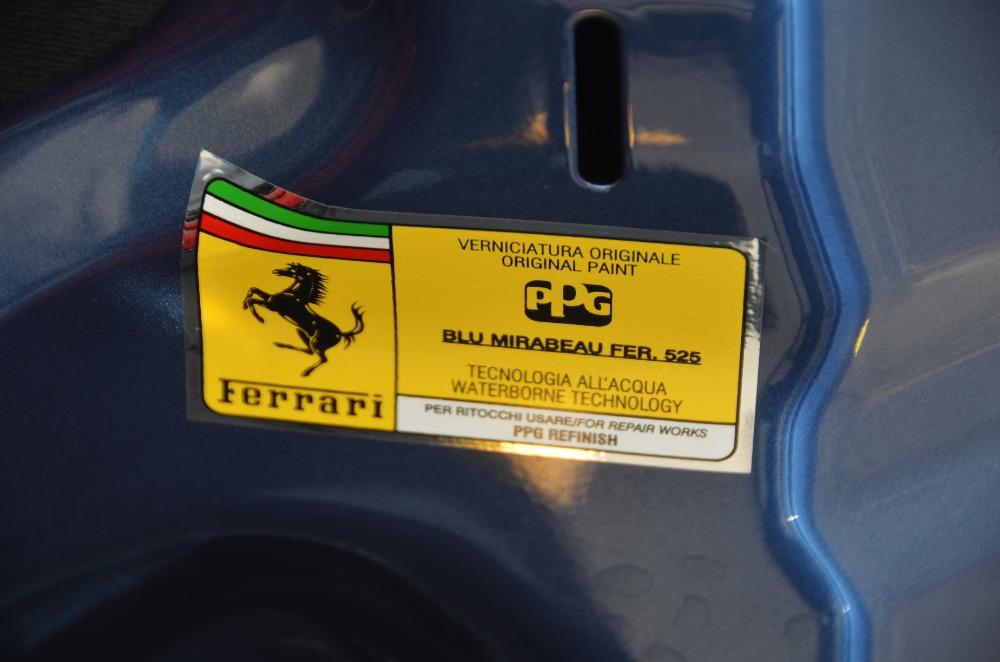 Ferrari
VERNICIATURA ORIGINALE
ORIGINAL PAINT
PPG
BLU MIRABEAU FER. 525
TECNOLOGIA ALL'ACQUA
WATERBORNE TECHNOLOGY
PER RITOCCHI USARE/FOR REPAIR WORKS
PPG REFINISH